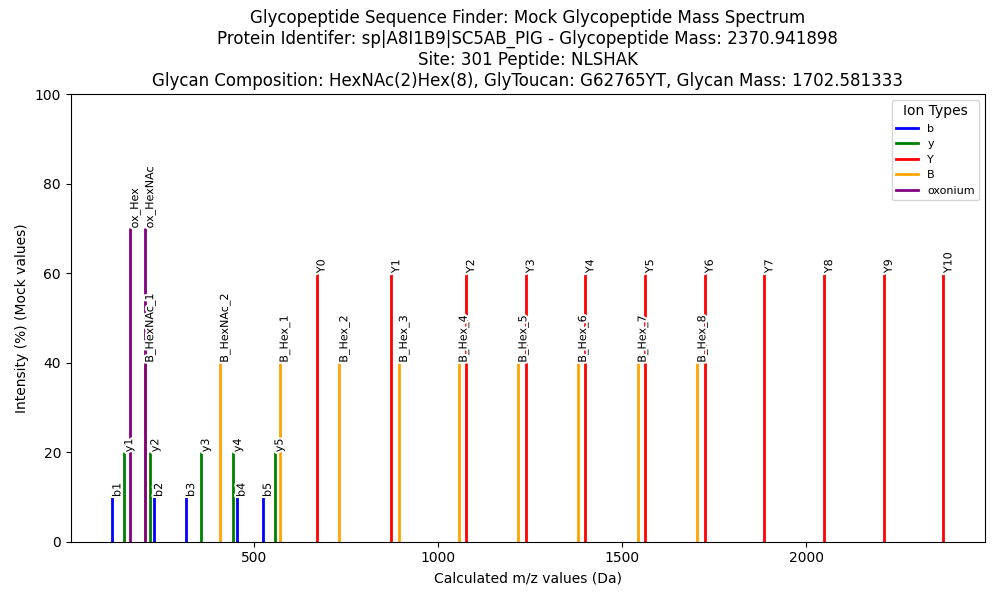 Glycopeptide Sequence Finder: Mock Glycopeptide Mass Spectrum
Protein Identifer: sp|A8I1B9|SC5AB_PIG - Glycopeptide Mass: 2370.941898
Site: 301 Peptide: NLSHAK
Glycan Composition: HexNAc(2)Hex(8), GlyToucan: G62765YT, Glycan Mass: 1702.581333
Intensity (%) (Mock values)
100
80
60
40
20
0
Ion Types
b
y
Y
B
oxonium
ox_Hex
ox_HexNAc
Y0
Y1
Y2
Y3
Y4
Y5
Y6
Y7
Y8
Y9
Y10
B_HexNAc_1
B_HexNAc_2
B_Hex_1
B_Hex_2
B_Hex_3
B_Hex_4
B_Hex_5
B_Hex_6
B_Hex_7
B_Hex_8
y1
y2
y3
y4
y5
b1
b2
b3
b4
b5
500
1000
1500
2000
Calculated m/z values (Da)